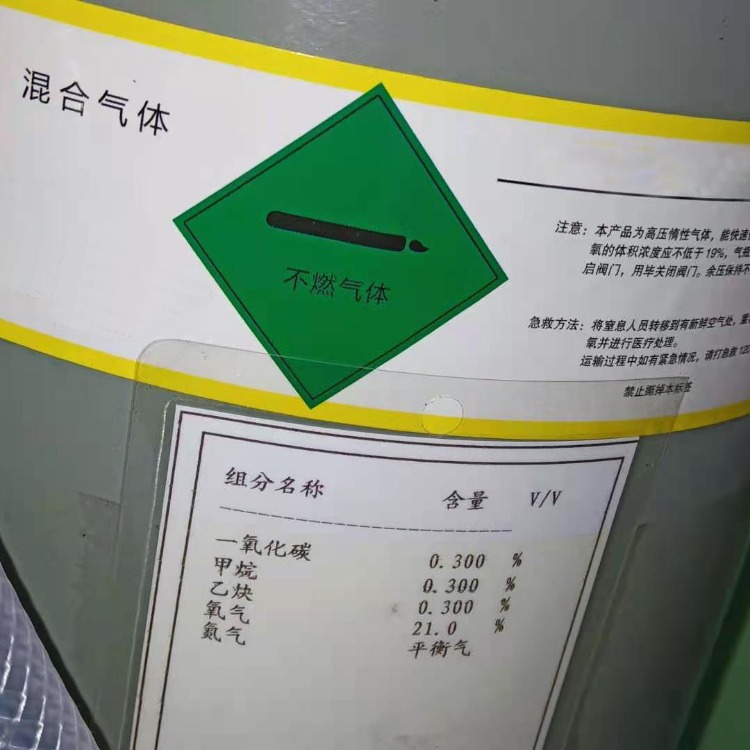 混合气体
不燃气体
注意：本产品为高压惰性气体，能快速
氧的体积浓度应不低于19%，气瓶
启阀门，用毕关闭阀门。余压保持不
急救方法：将窒息人员转移到有新鲜空气处，
氧并进行医疗处理。
运输过程中如有紧急情况，请打急救120
禁止撕掉本标签
组分名称 含量 V/V
一氧化碳 0.300 %
甲烷 0.300 %
乙炔 0.300 %
氧气 21.0 %
氮气 平衡气